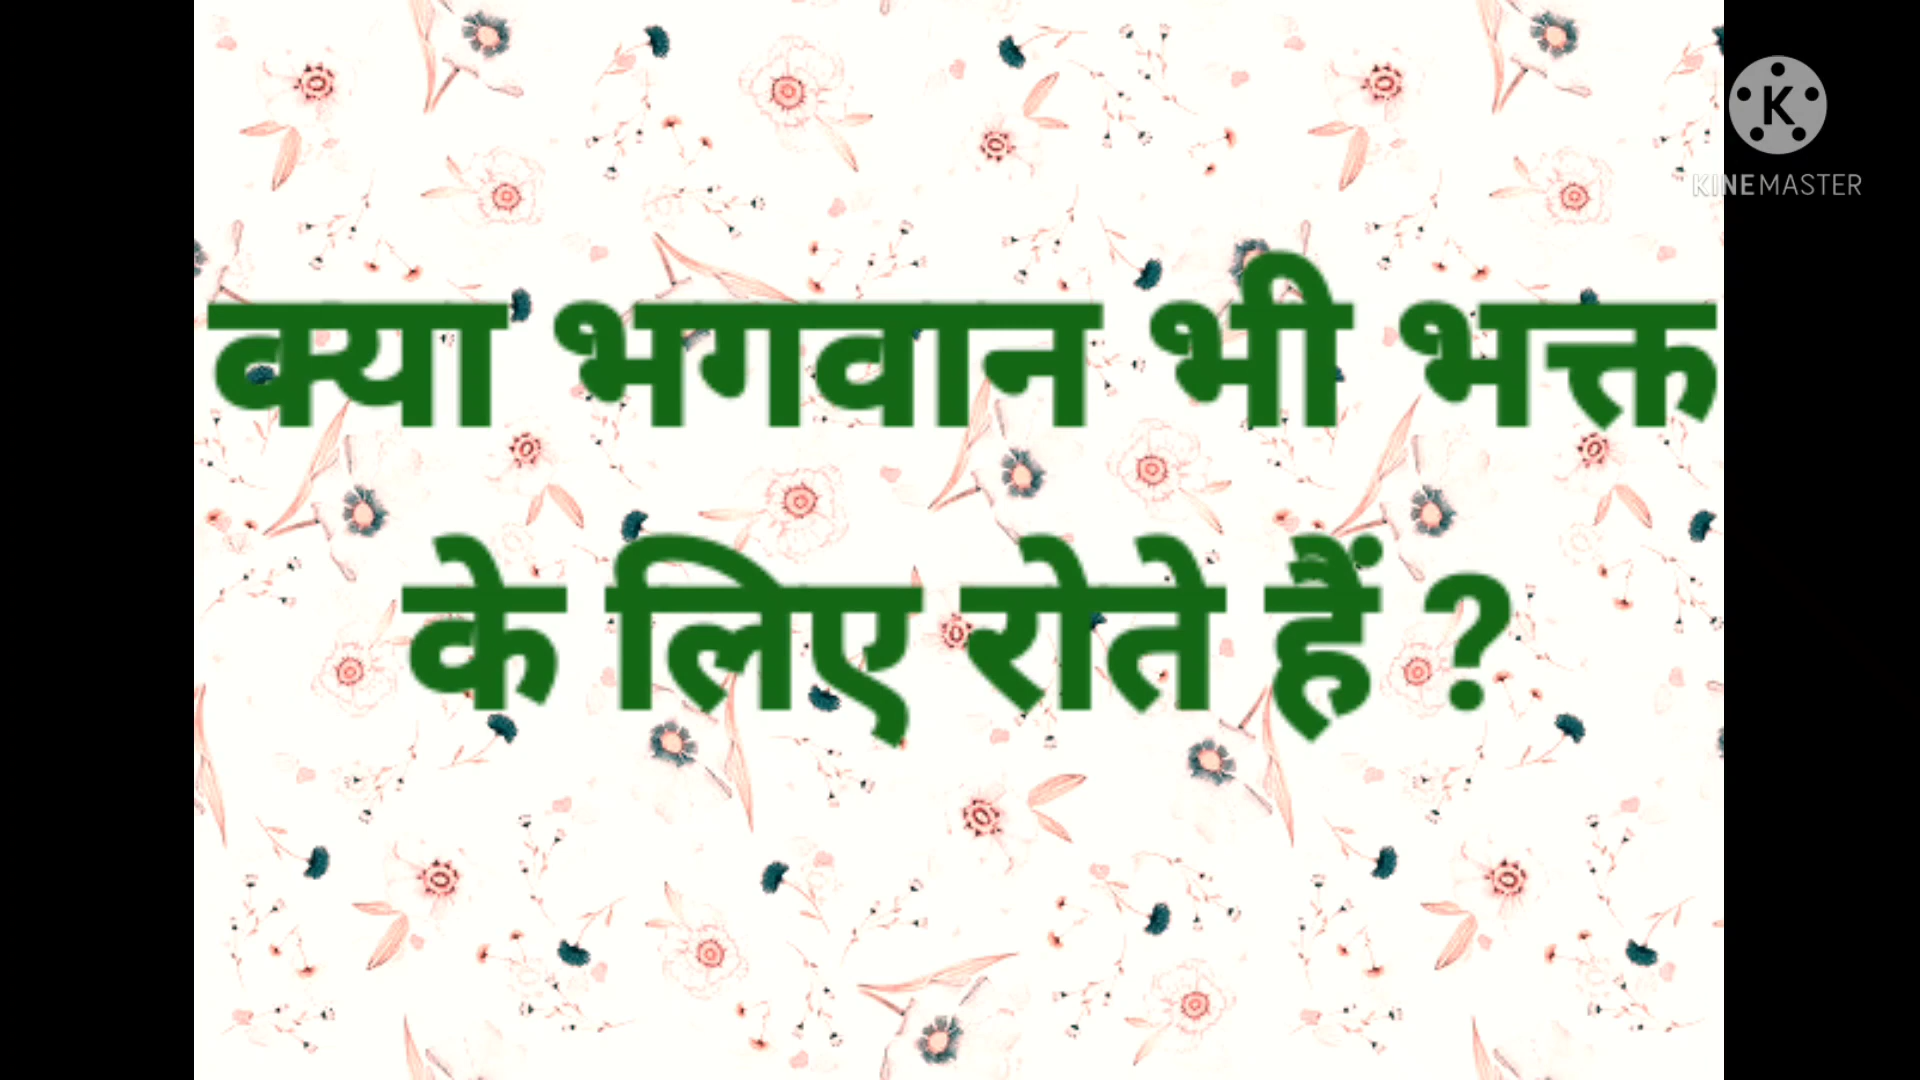 KINEMASTER
क्या भगवान भी भक्त
के लिए रोते हैं ?